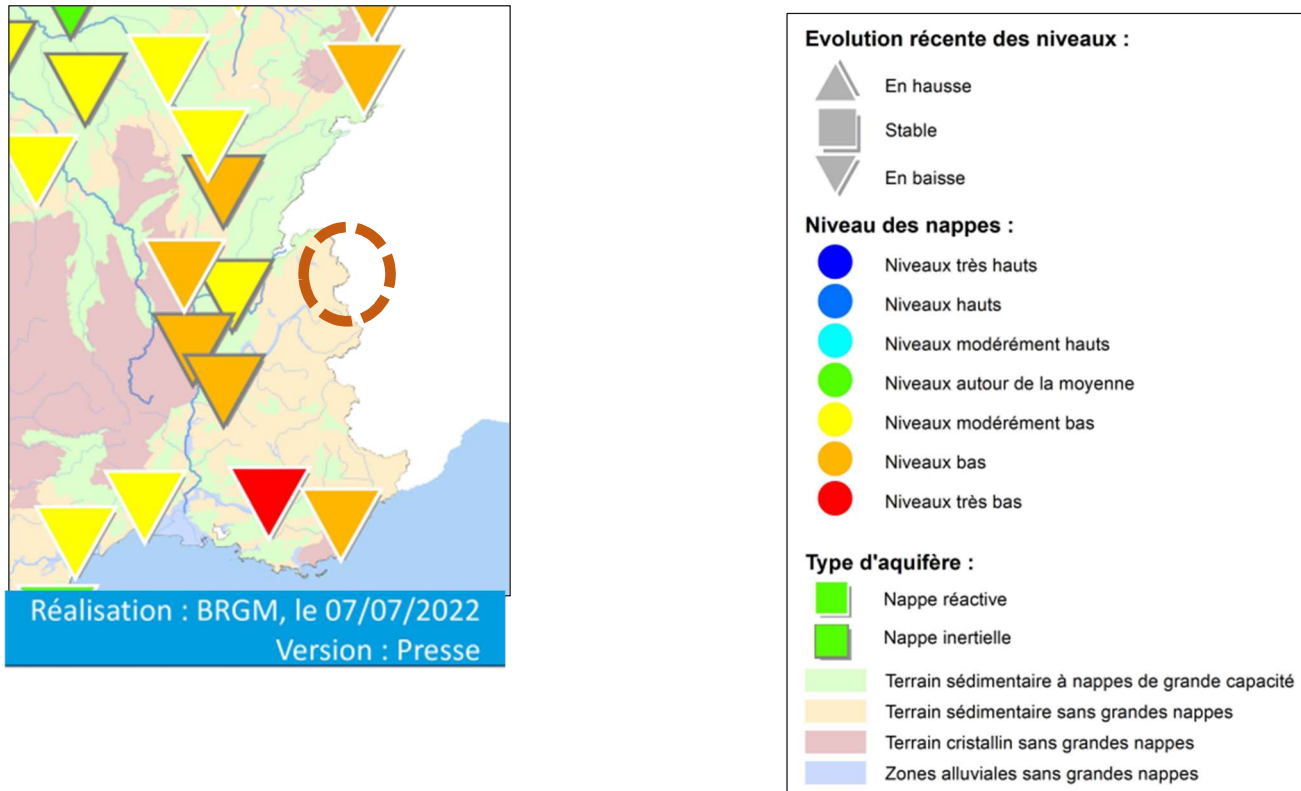 Réalisation : BRGM, le 07/07/2022
Version : Presse
Evolution récente des niveaux :
En hausse
Stable
En baisse
Niveau des nappes :
Niveaux très hauts
Niveaux hauts
Niveaux modérément hauts
Niveaux autour de la moyenne
Niveaux modérément bas
Niveaux bas
Niveaux très bas
Type d'aquifère :
Nappe réactive
Nappe inertielle
Terrain sédimentaire à nappes de grande capacité
Terrain sédimentaire sans grandes nappes
Terrain cristallin sans grandes nappes
Zones alluviales sans grandes nappes